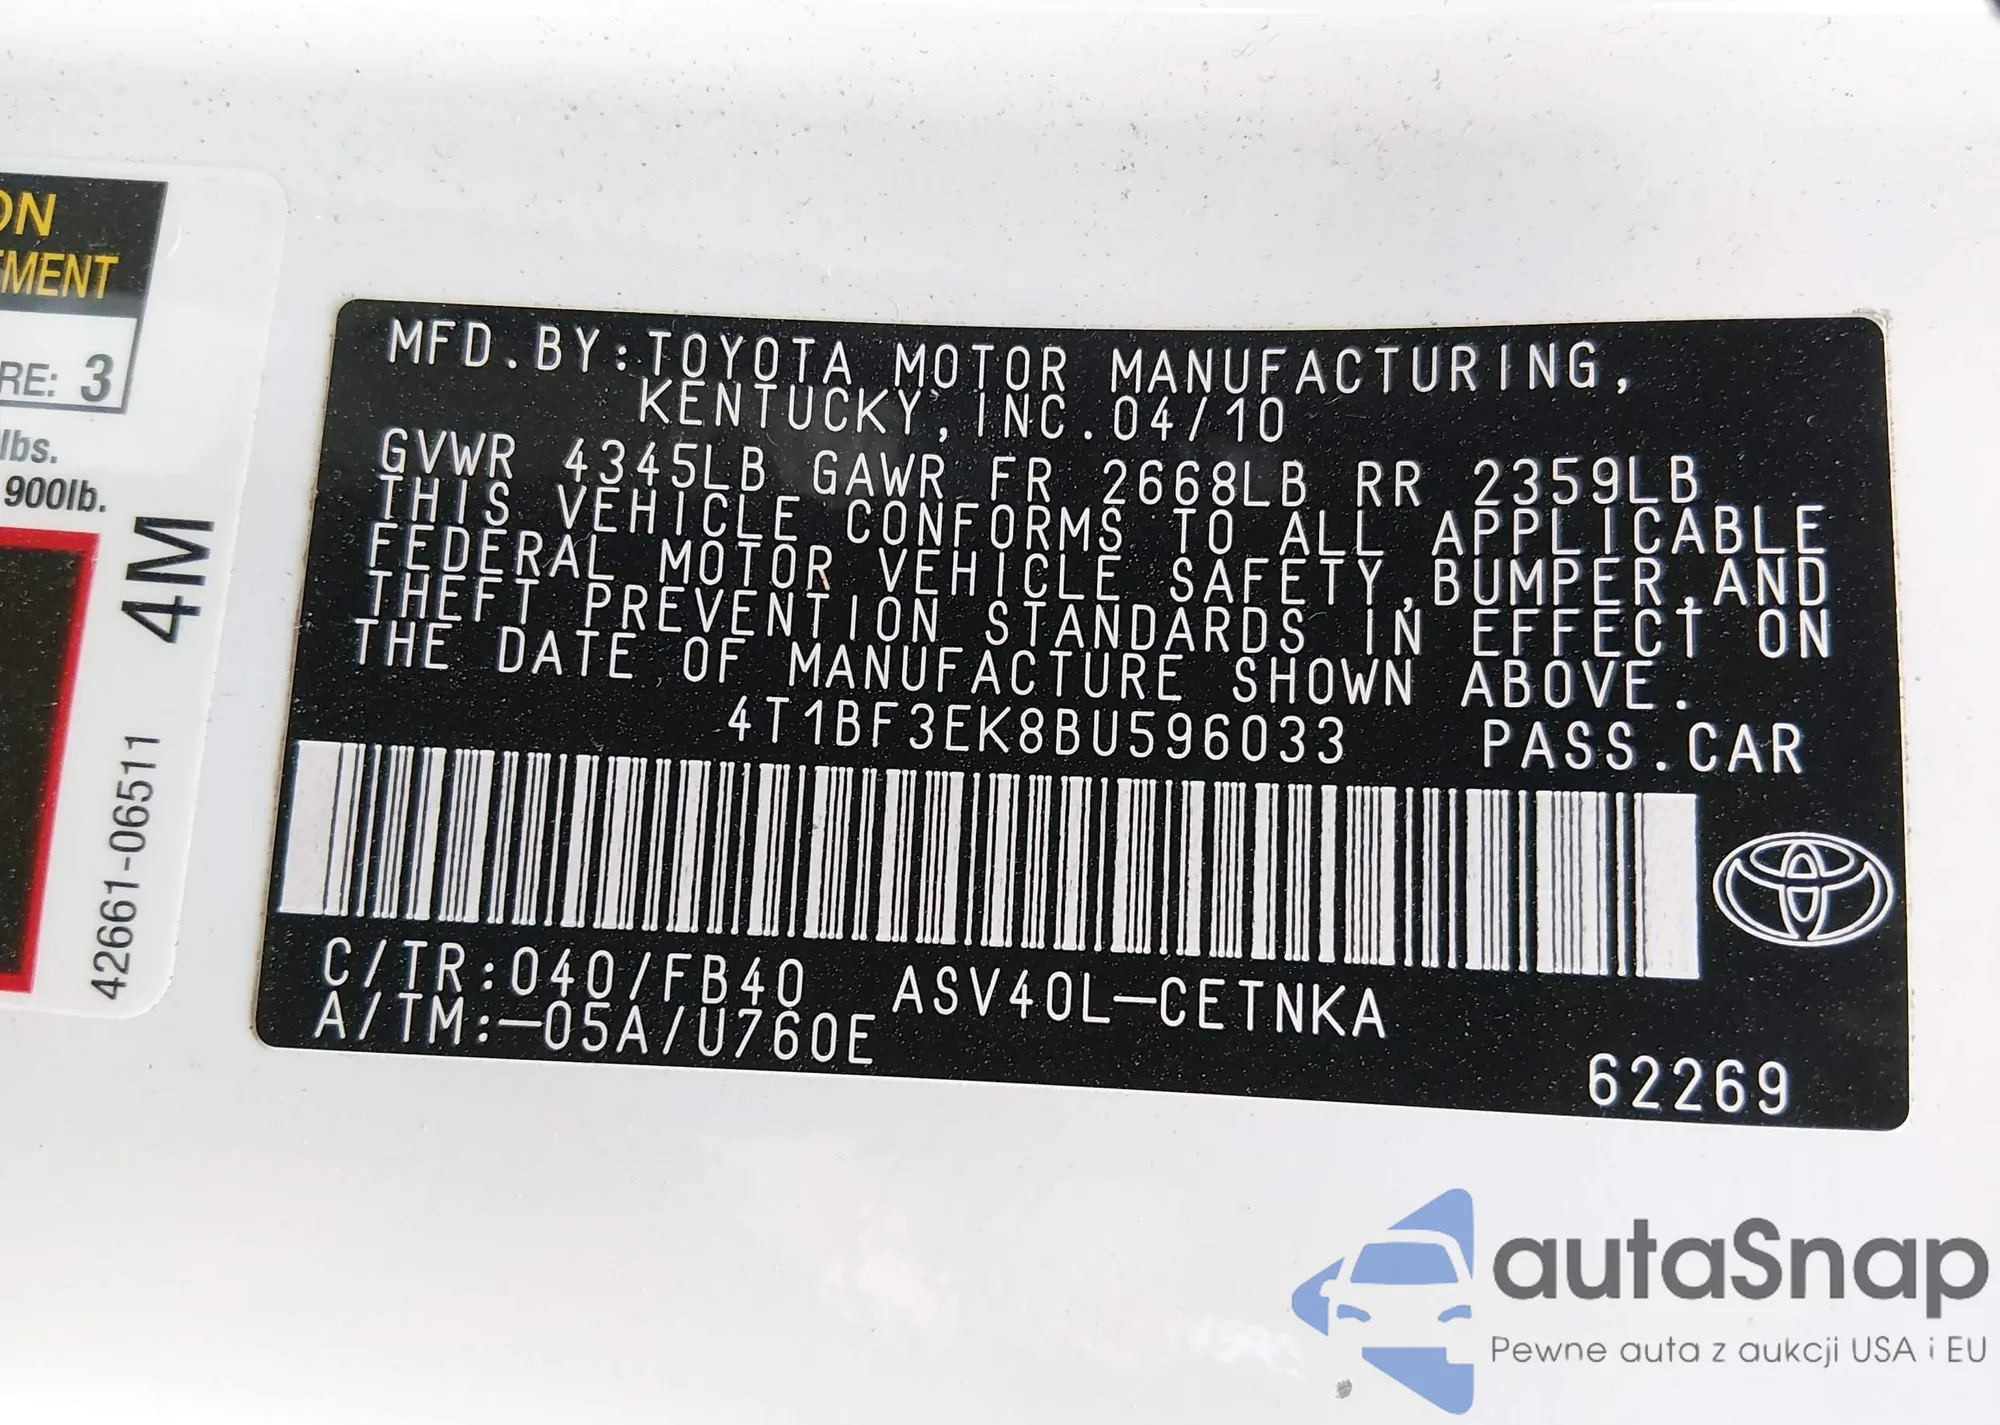 ON
TMENT
RE: 3
lbs.
900lb.
4M
42661-06511
MFD.BY:TOYOTA MOTOR MANUFACTURING,
KENTUCKY, INC.04/10
GVWR 4345LB GAWR FR 2668LB RR 2359LB
THIS VEHICLE CONFORMS TO ALL APPLICABLE
FEDERAL MOTOR VEHICLE SAFETY,BUMPER,AND
THEFT PREVENTION STANDARDS IN EFFECT ON
THE DATE OF MANUFACTURE SHOWN ABOVE.
4T1BF3EK8BU596033 PASS.CAR
C/TR:040/FB40 ASV40L-CETNKA
A/TM:-05A/U760E
62269
autaSnap
Pewne auta z aukcji USA i EU